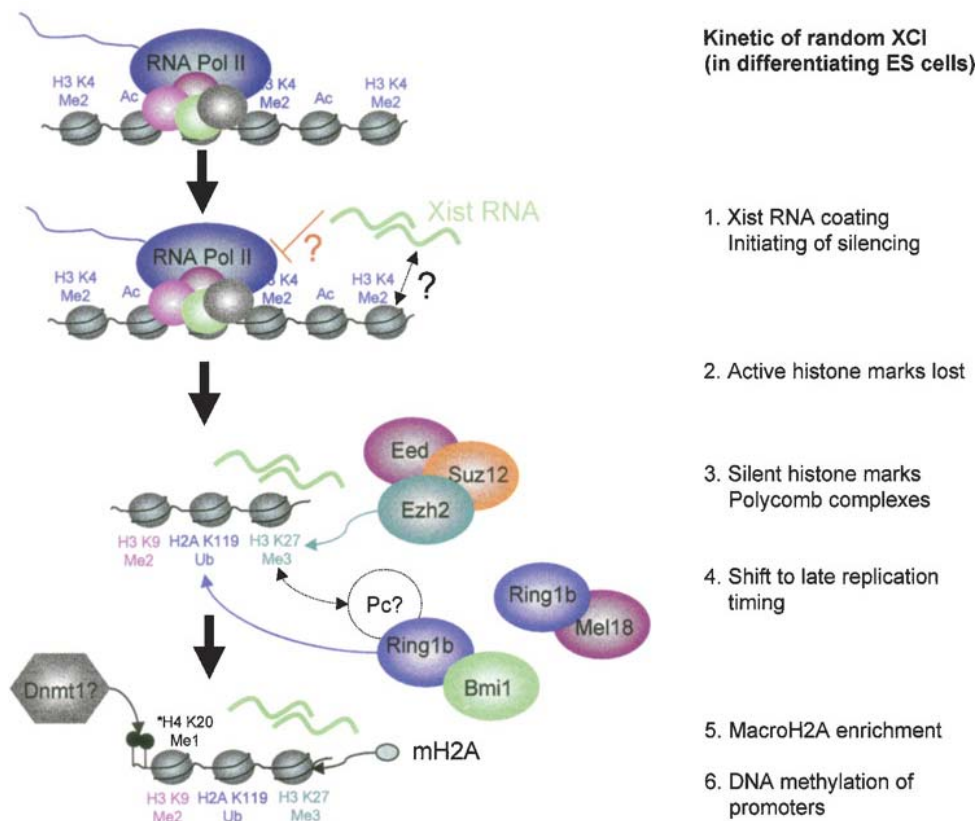 Kinetic of random XCI
(in differentiating ES cells)
RNA Pol II
H3 K4
Me2
Ac
H3 K4
Me2
Ac
H3 K4
Me2
Xist RNA
?
RNA Pol II
H3 K4
Me2
Ac
H3 K4
Me2
Ac
H3 K4
Me2
?
1. Xist RNA coating
Initiating of silencing
2. Active histone marks lost
Eed
Suz12
Ezh2
H3 K9
Me2
H2A K119
Ub
H3 K27
Me3
3. Silent histone marks
Polycomb complexes
Pc?
Ring1b
Bmi1
Ring1b
Mel18
4. Shift to late replication
timing
Dnmt1?
*H4 K20
Me1
mH2A
H3 K9
Me2
H2A K119
Ub
H3 K27
Me3
5. MacroH2A enrichment
6. DNA methylation of
promoters